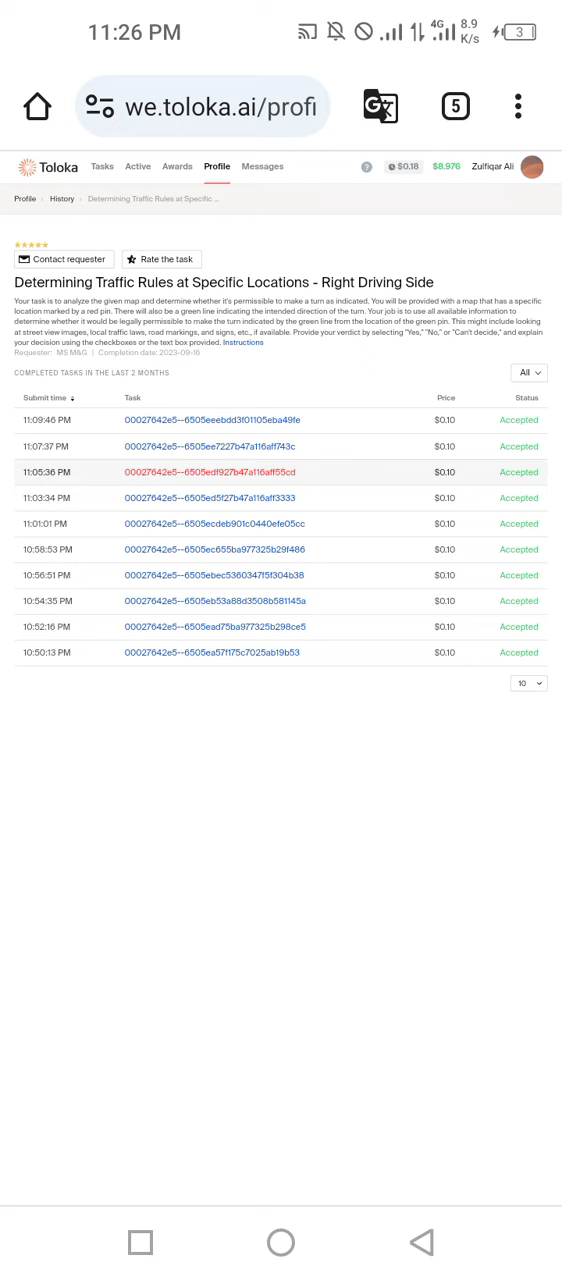 11:26 PM 4G 8.9 K/s 3
we.toloka.ai/profi 5
Toloka Tasks Active Awards Profile Messages ? $0.18 $8.976 Zulfiqar Ali
Profile History Determining Traffic Rules at Specific ...
Contact requester Rate the task
Determining Traffic Rules at Specific Locations - Right Driving Side
Your task is to analyze the given map and determine whether it's permissible to make a turn as indicated. You will be provided with a map that has a specific
location marked by a red pin. There will also be a green line indicating the intended direction of the turn. Your job is to use all available information to
determine whether it would be legally permissible to make the turn indicated by the green line from the location of the green pin. This might include looking
at street view images, local traffic laws, road markings, and signs, etc., if available. Provide your verdict by selecting "Yes," "No," or "Can't decide," and explain
your decision using the checkboxes or the text box provided. Instructions
Requester: MS M&G | Completion date: 2023-09-16
COMPLETED TASKS IN THE LAST 2 MONTHS All
Submit time Task Price Status
11:09:46 PM 00027642e5--6505eeebdd3f01105eba49fe $0.10 Accepted
11:07:37 PM 00027642e5--6505ee7227b47a116aff743c $0.10 Accepted
11:05:36 PM 00027642e5--6505edf927b47a116aff55cd $0.10 Accepted
11:03:34 PM 00027642e5--6505ed5f27b47a116aff3333 $0.10 Accepted
11:01:01 PM 00027642e5--6505ecdeb901c0440efe05cc $0.10 Accepted
10:58:53 PM 00027642e5--6505ec655ba977325b29f486 $0.10 Accepted
10:56:51 PM 00027642e5--6505ebec5360347f5f304b38 $0.10 Accepted
10:54:35 PM 00027642e5--6505eb53a88d3508b581145a $0.10 Accepted
10:52:16 PM 00027642e5--6505ead75ba977325b298ce5 $0.10 Accepted
10:50:13 PM 00027642e5--6505ea57f175c7025ab19b53 $0.10 Accepted
10